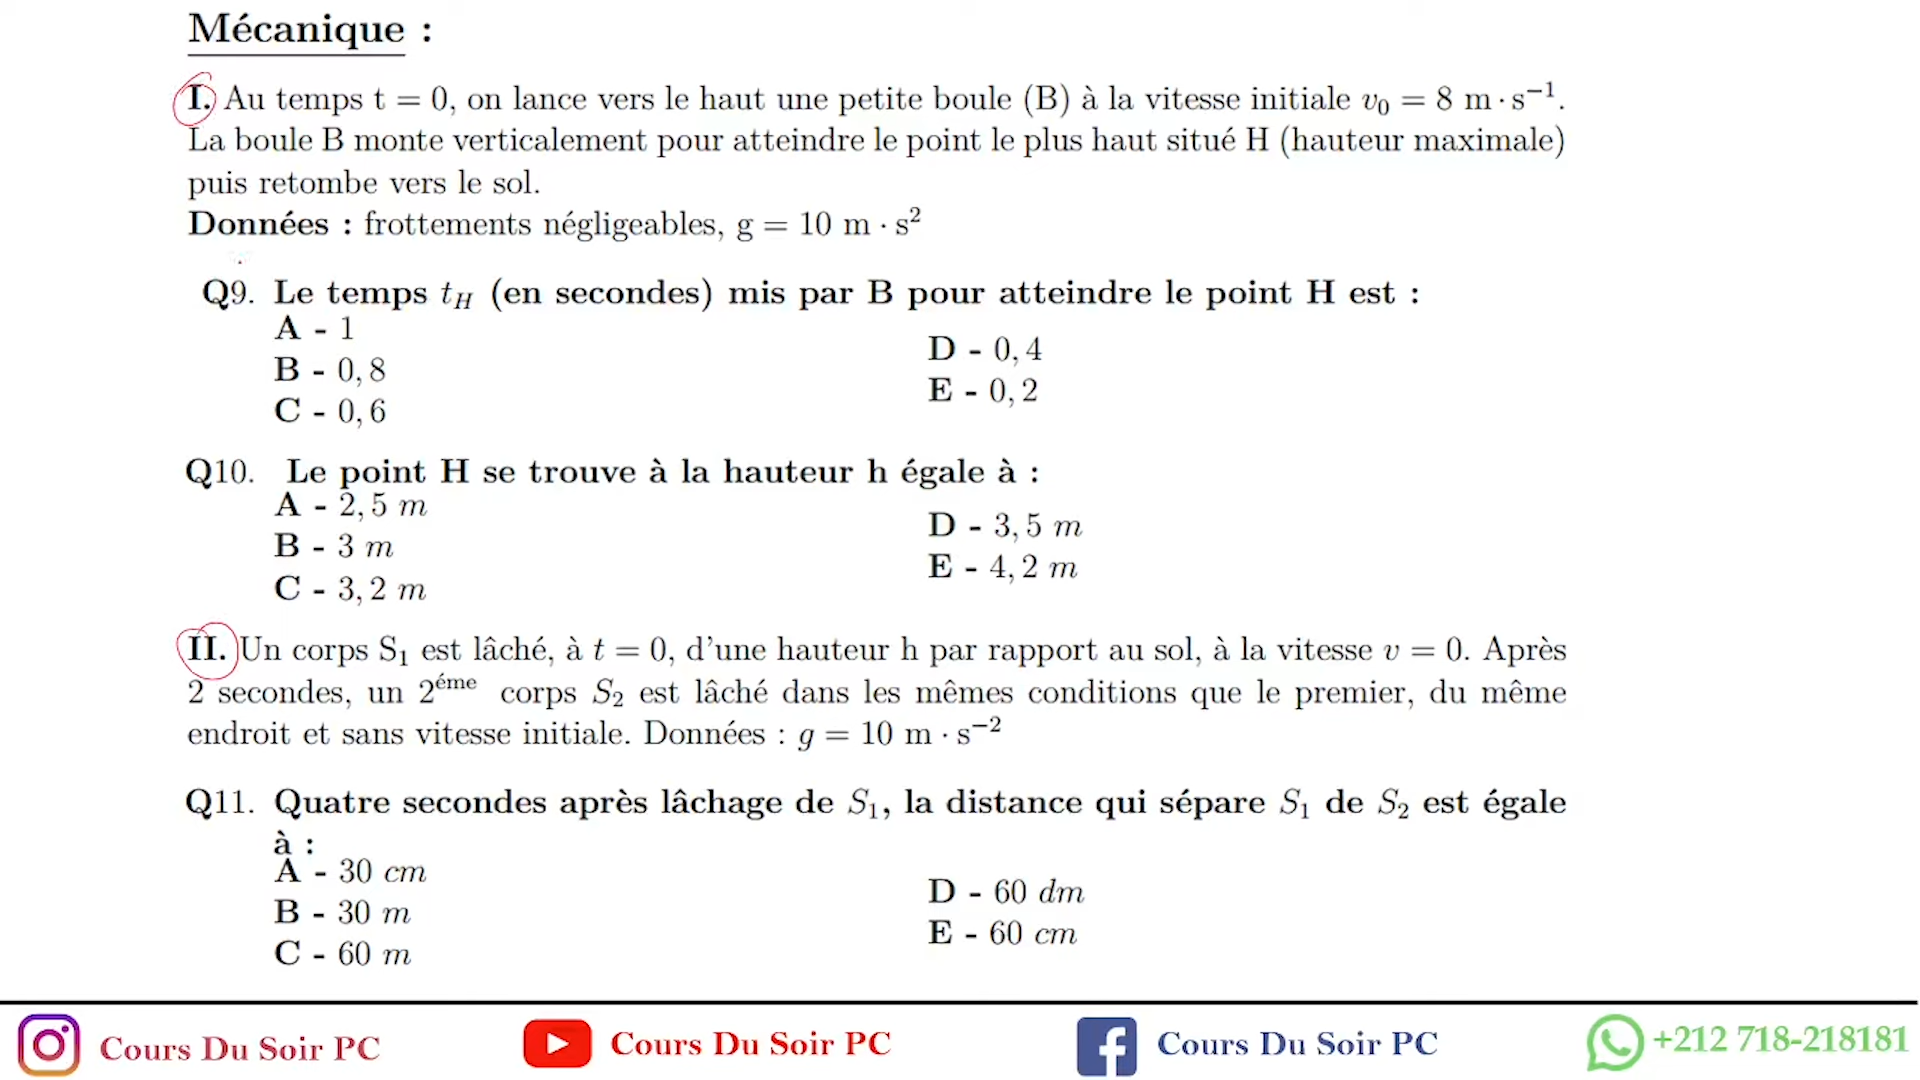 Mécanique :
I. Au temps t = 0, on lance vers le haut une petite boule (B) à la vitesse initiale v₀ = 8 m·s⁻¹.
La boule B monte verticalement pour atteindre le point le plus haut situé H (hauteur maximale)
puis retombe vers le sol.
Données : frottements négligeables, g = 10 m · s²
Q9. Le temps t_H (en secondes) mis par B pour atteindre le point H est :
A - 1
B - 0, 8
C - 0, 6
D - 0, 4
E - 0, 2
Q10. Le point H se trouve à la hauteur h égale à :
A - 2, 5 m
B - 3 m
C - 3, 2 m
D - 3, 5 m
E - 4, 2 m
II. Un corps S₁ est lâché, à t = 0, d'une hauteur h par rapport au sol, à la vitesse v = 0. Après
2 secondes, un 2éme corps S₂ est lâché dans les mêmes conditions que le premier, du même
endroit et sans vitesse initiale. Données : g = 10 m · s⁻²
Q11. Quatre secondes après lâchage de S₁, la distance qui sépare S₁ de S₂ est égale
à :
A - 30 cm
B - 30 m
C - 60 m
D - 60 dm
E - 60 cm
Cours Du Soir PC
Cours Du Soir PC
Cours Du Soir PC
+212 718-218181